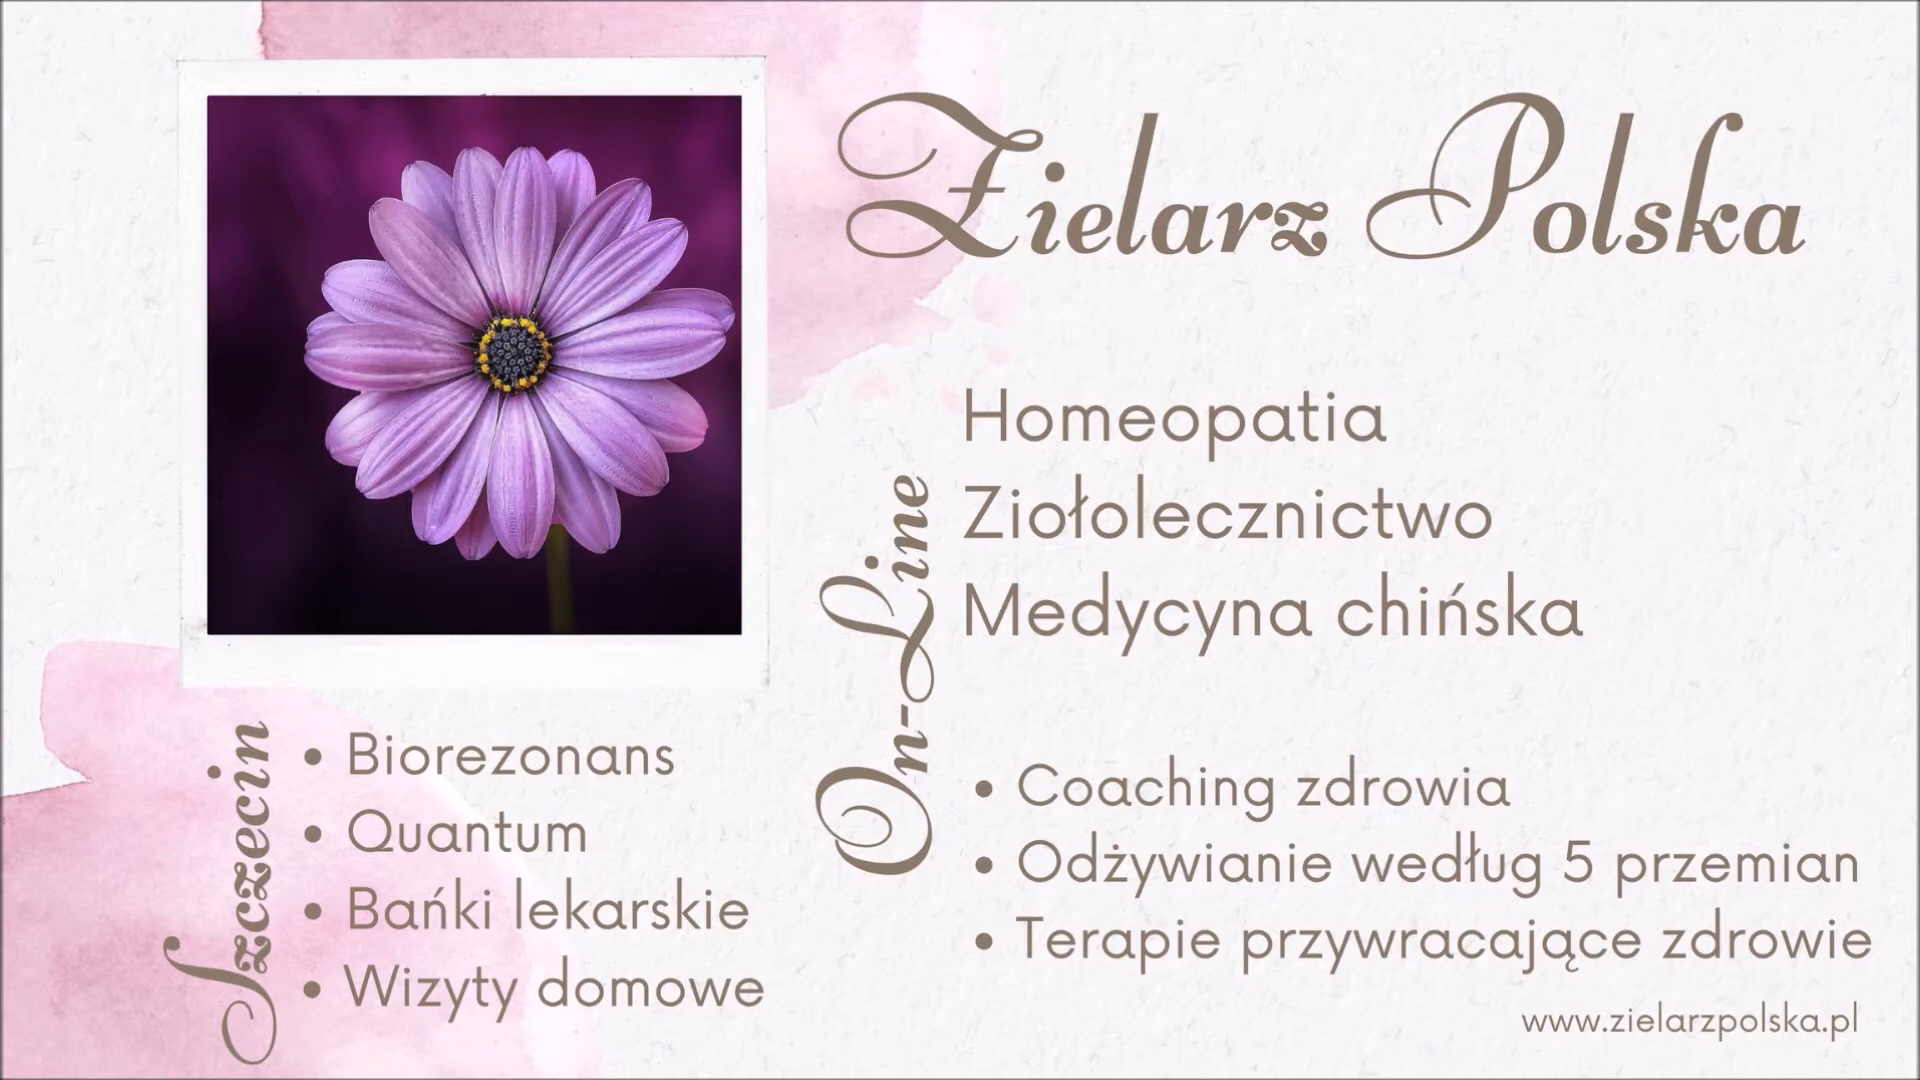 Zielarz Polska
On-Line
Homeopatia
Ziołolecznictwo
Medycyna chińska
• Coaching zdrowia
• Odżywianie według 5 przemian
• Terapie przywracające zdrowie
Szczecin
• Biorezonans
• Quantum
• Bańki lekarskie
• Wizyty domowe
www.zielarzpolska.pl